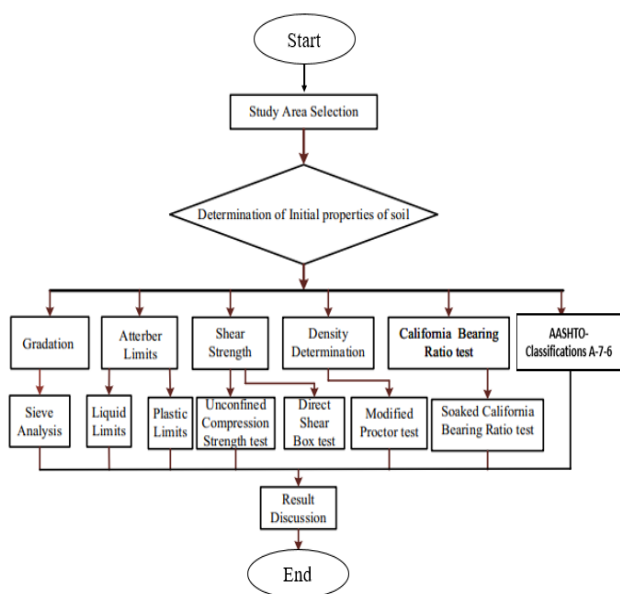 Start
Study Area Selection
Determination of Initial properties of soil
Gradation
Atterber
Limits
Shear
Strength
Density
Determination
California Bearing
Ratio test
AASHTO-
Classifications A-7-6
Sieve
Analysis
Liquid
Limits
Plastic
Limits
Unconfined
Compression
Strength test
Direct
Shear
Box test
Modified
Proctor test
Soaked California
Bearing Ratio test
Result
Discussion
End